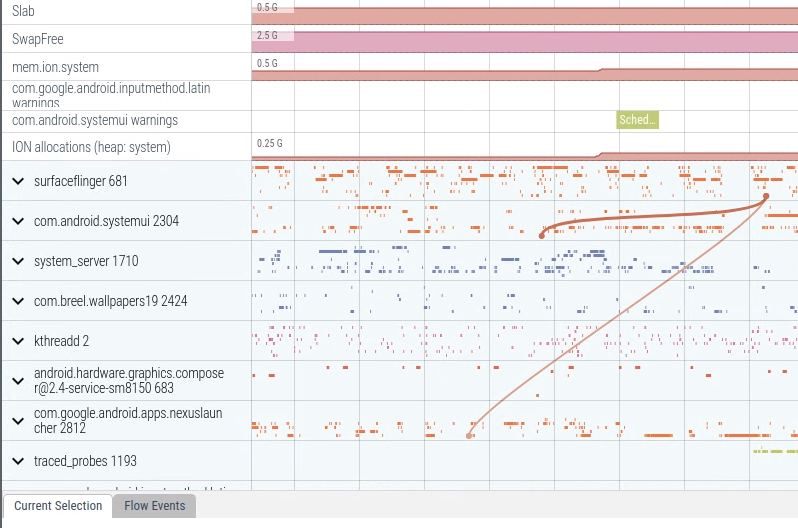 Slab
0.5 G
SwapFree
2.5 G
mem.ion.system
0.5 G
com.google.android.inputmethod.latin
warnings
com.android.systemui warnings
Sched...
ION allocations (heap: system)
0.25 G
surfaceflinger 681
com.android.systemui 2304
system_server 1710
com.breel.wallpapers19 2424
kthreadd 2
android.hardware.graphics.compose
r@2.4-service-sm8150 683
com.google.android.apps.nexuslaun
cher 2812
traced_probes 1193
Current Selection
Flow Events